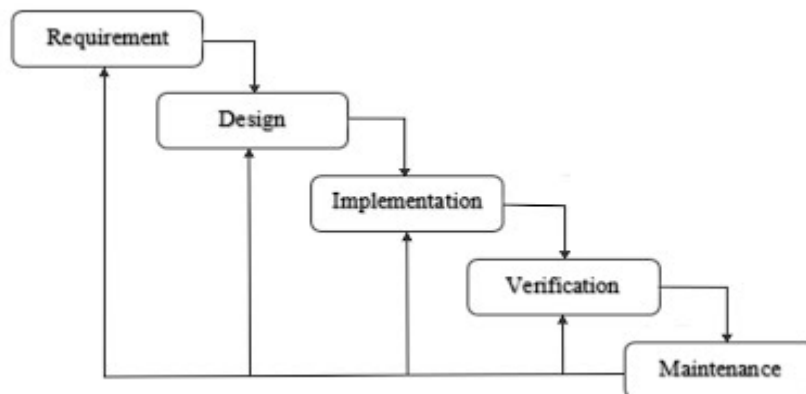 Requirement
Design
Implementation
Verification
Maintenance